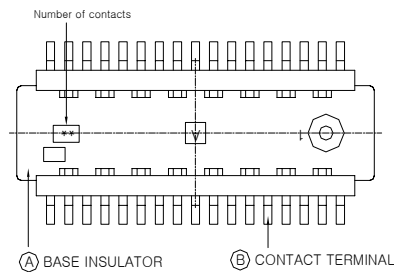 Number of contacts
**
A
A BASE INSULATOR
B CONTACT TERMINAL